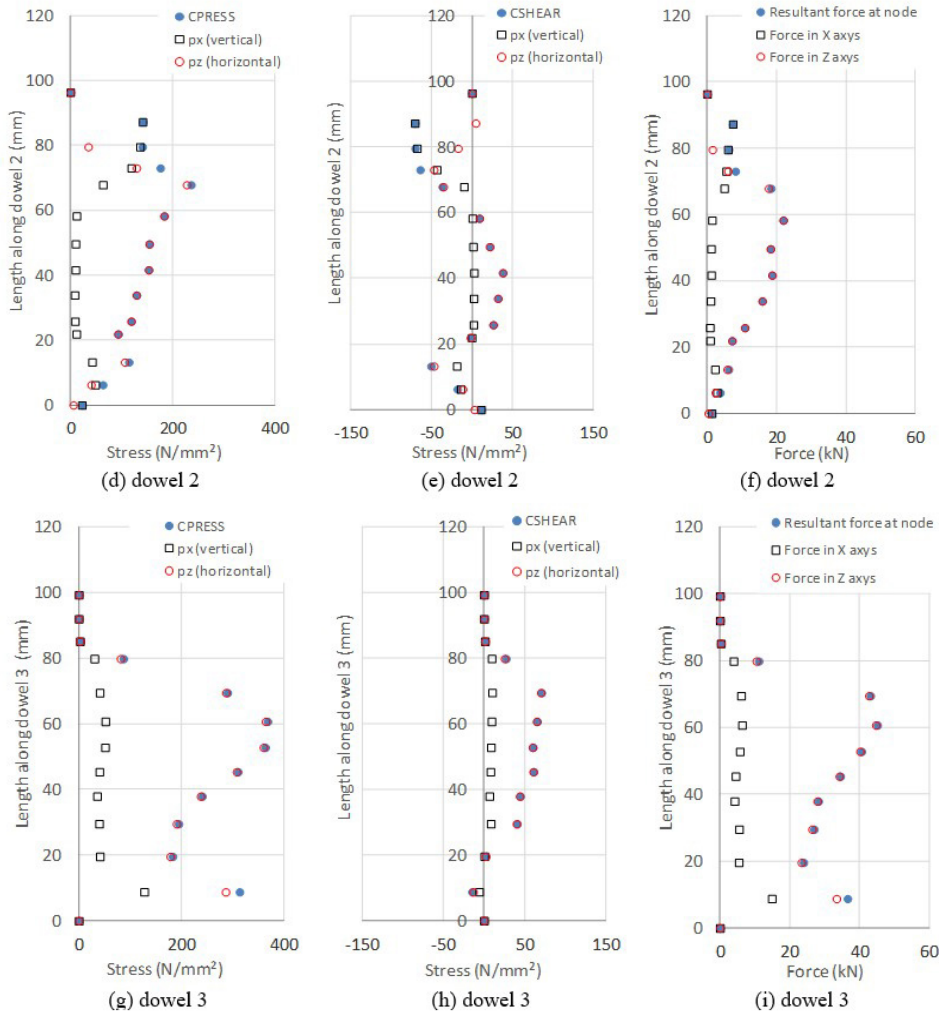 CPRESS
px (vertical)
pz (horizontal)
Length along dowel 2 (mm)
120
100
80
60
40
20
0
0 200 400
Stress (N/mm²)
(d) dowel 2
CSHEAR
px (vertical)
pz (horizontal)
Length along dowel 2 (mm)
120
100
80
60
40
20
0
-150 -50 50 150
Stress (N/mm²)
(e) dowel 2
Resultant force at node
Force in X axys
Force in Z axys
Length along dowel 2 (mm)
120
100
80
60
40
20
0
0 20 40 60
Force (kN)
(f) dowel 2
CPRESS
px (vertical)
pz (horizontal)
Length along dowel 3 (mm)
120
100
80
60
40
20
0
0 200 400
Stress (N/mm²)
(g) dowel 3
CSHEAR
px (vertical)
pz (horizontal)
Length along dowel 3 (mm)
120
100
80
60
40
20
0
-150 -50 50 150
Stress (N/mm²)
(h) dowel 3
Resultant force at node
Force in X axys
Force in Z axys
Length along dowel 3 (mm)
120
100
80
60
40
20
0
0 20 40 60
Force (kN)
(i) dowel 3